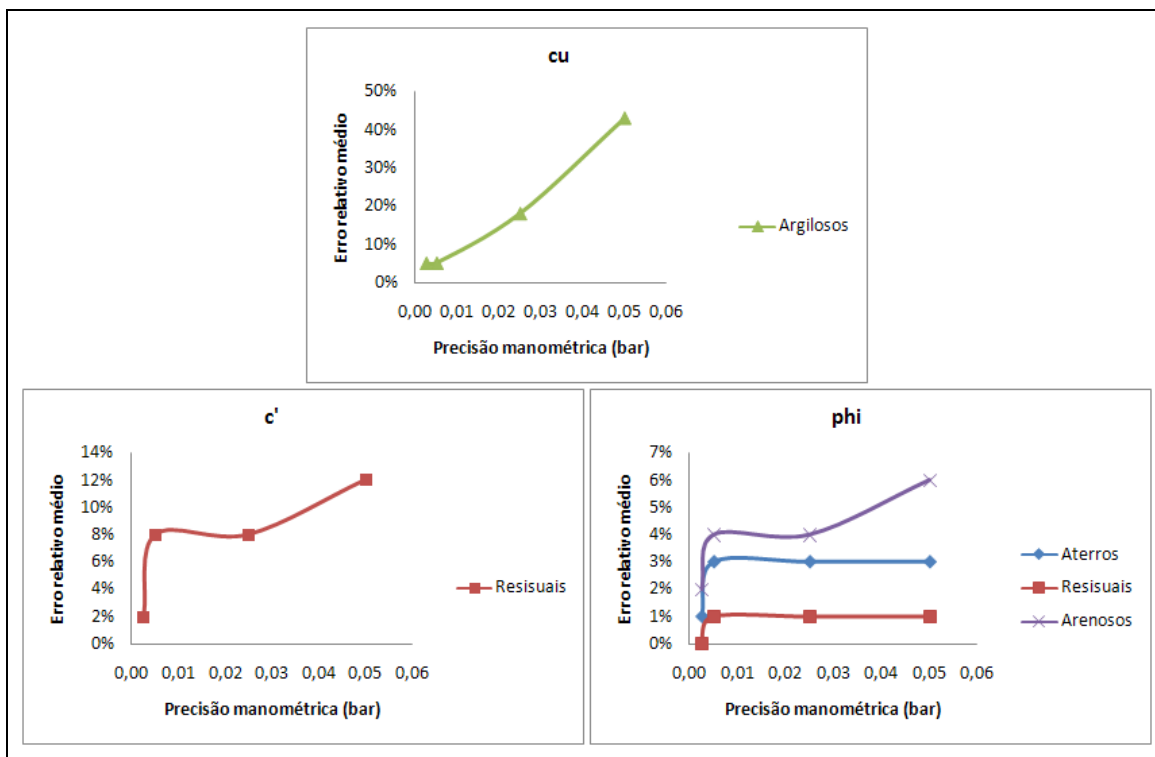 cu
50%
40%
30%
20%
10%
0%
Erro relativo médio
0,00 0,01 0,02 0,03 0,04 0,05 0,06
Precisão manométrica (bar)
Argilosos
c'
14%
12%
10%
8%
6%
4%
2%
0%
Erro relativo médio
0,00 0,01 0,02 0,03 0,04 0,05 0,06
Precisão manométrica (bar)
Resisuais
phi
7%
6%
5%
4%
3%
2%
1%
0%
Erro relativo médio
0,00 0,01 0,02 0,03 0,04 0,05 0,06
Precisão manométrica (bar)
Aterros
Resisuais
Arenosos